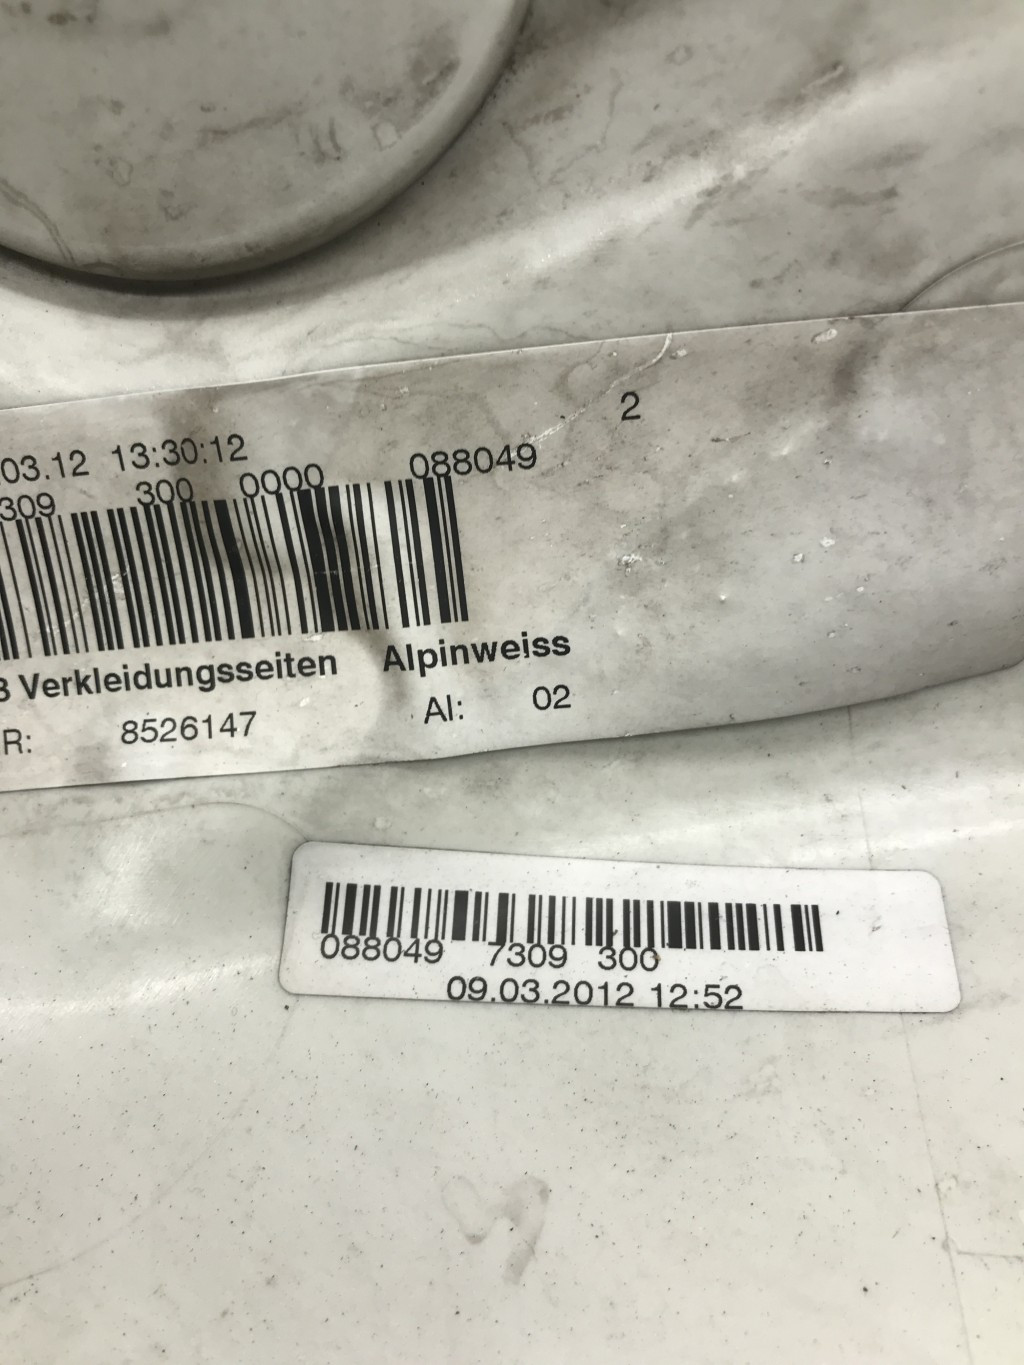 2
03.12 13:30:12
309 300 0000 088049
Verkleidungsseiten Alpinweiss
R: 8526147 AI: 02
088049 7309 300
09.03.2012 12:52